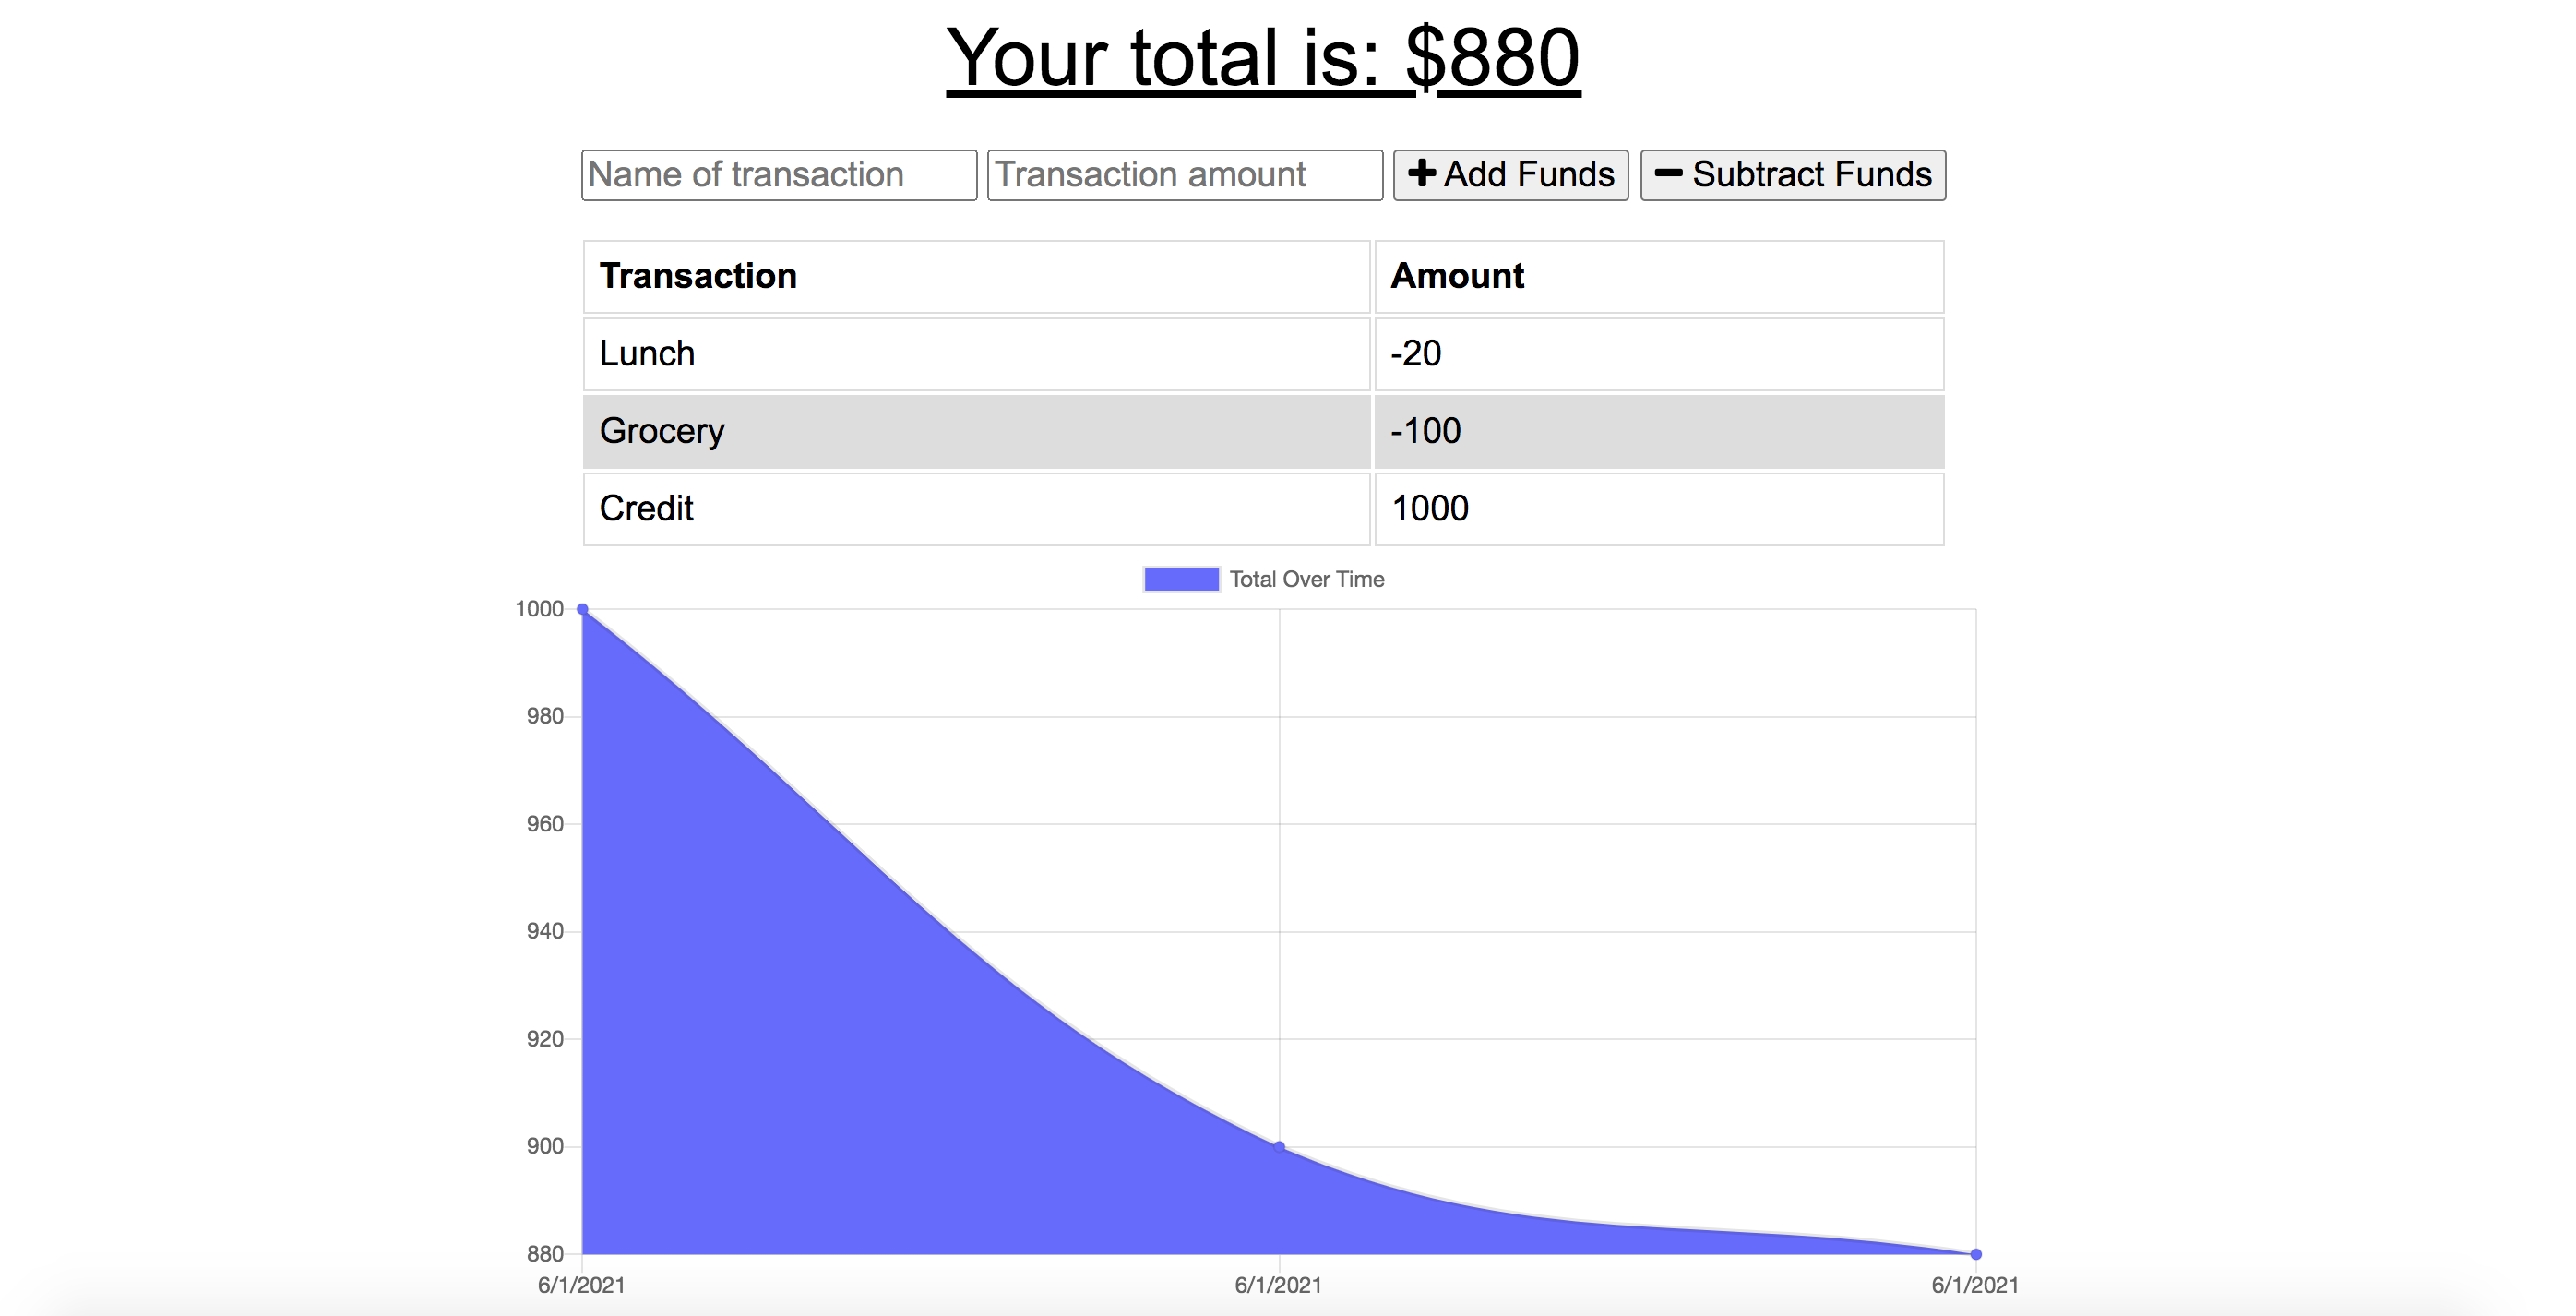 Your total is: $880
Name of transaction Transaction amount Add Funds Subtract Funds
Transaction Amount
Lunch -20
Grocery -100
Credit 1000
Total Over Time
1000
980
960
940
920
900
880
6/1/2021 6/1/2021 6/1/2021